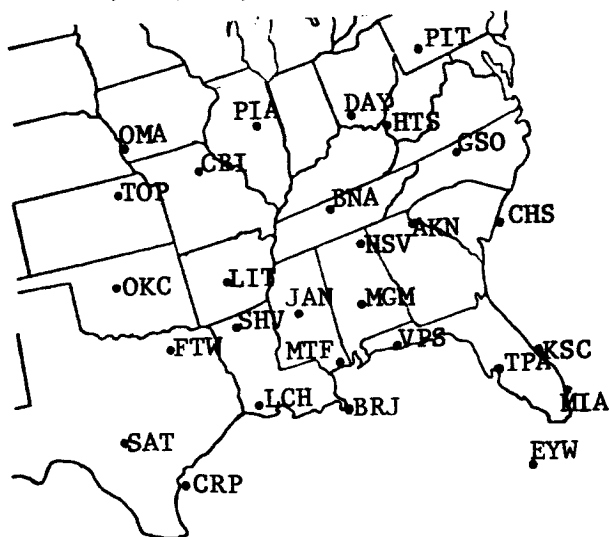 PIT
PIA
DAY
HTS
OMA
GSO
CBI
TOP
BNA
AKN
CHS
HSV
OKC
LIT
JAN
MGM
SHV
FTW
MTF
VPS
KSC
TPA
LCH
BRJ
MIA
SAT
EYW
CRP